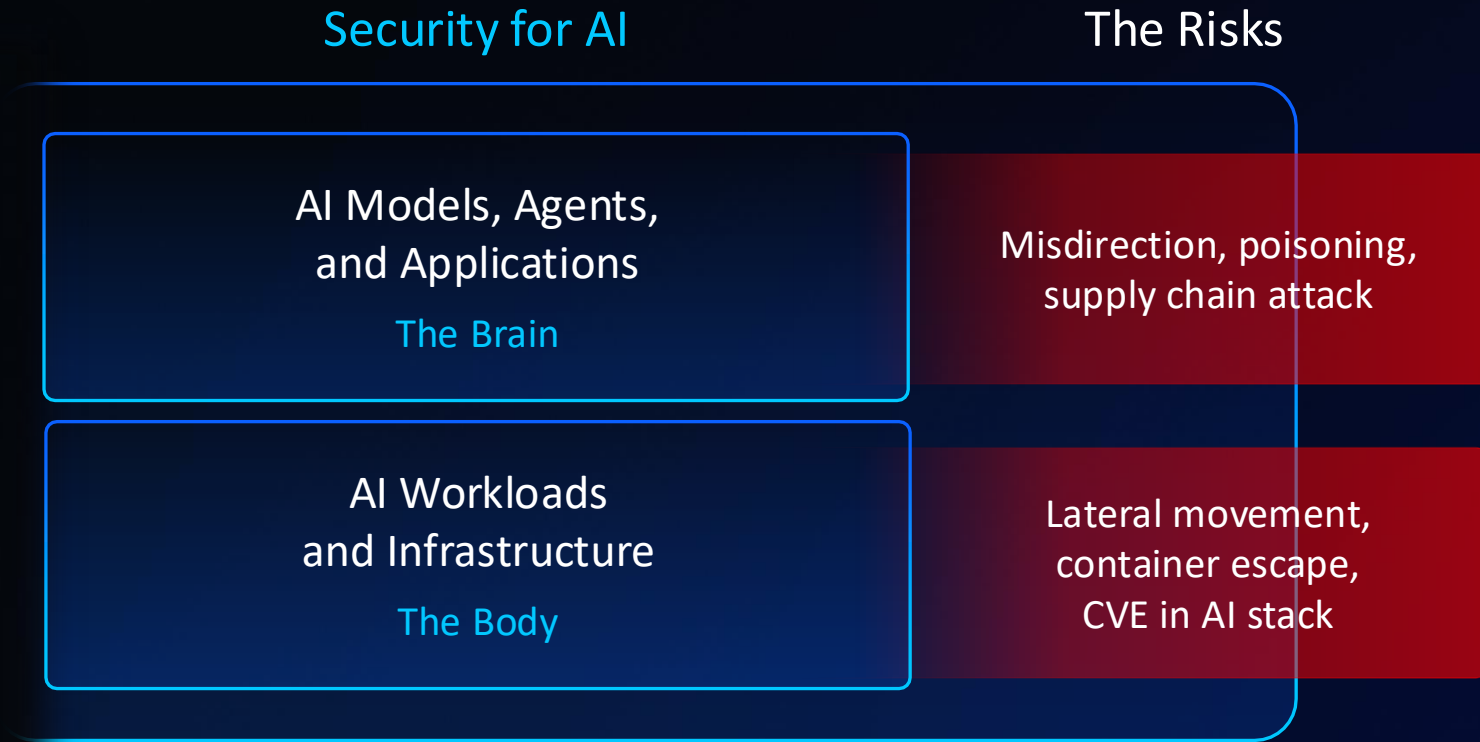 Security for AI
The Risks
AI Models, Agents,
and Applications
The Brain
Misdirection, poisoning,
supply chain attack
AI Workloads
and Infrastructure
The Body
Lateral movement,
container escape,
CVE in AI stack